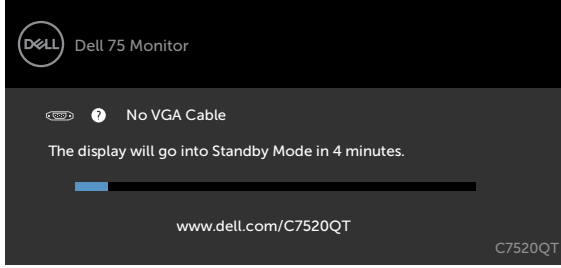 DELL Dell 75 Monitor
? No VGA Cable
The display will go into Standby Mode in 4 minutes.
www.dell.com/C7520QT
C7520QT